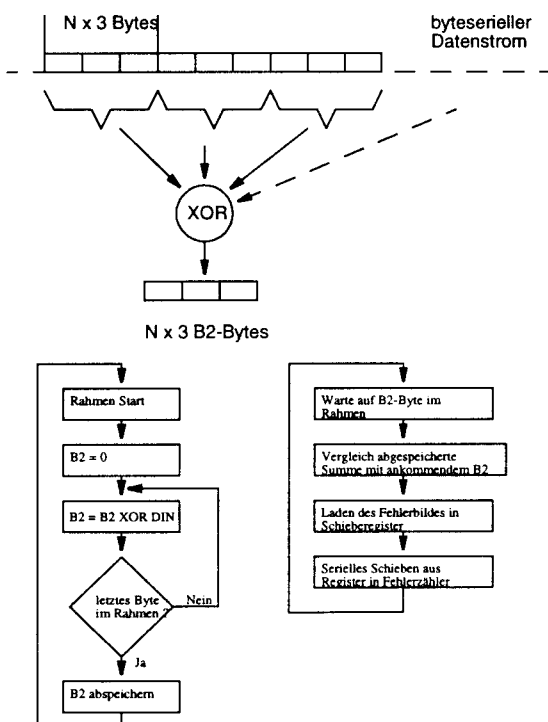 N x 3 Bytes
byteserieller
Datenstrom
XOR
N x 3 B2-Bytes
Rahmen Start
B2 = 0
B2 = B2 XOR DIN
letztes Byte
im Rahmen ?
Nein
Ja
B2 abspeichern
Warte auf B2-Byte im
Rahmen
Vergleich abgespeicherte
Summe mit ankommendem B2
Laden des Fehlerbildes in
Schieberegister
Serielles Schieben aus
Register in Fehlerzähler